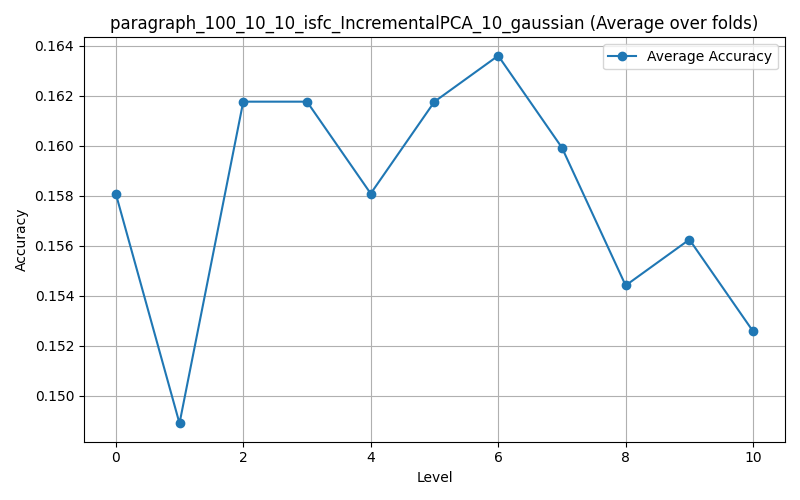 paragraph_100_10_10_isfc_IncrementalPCA_10_gaussian (Average over folds)
0.164
0.162
0.160
0.158
0.156
0.154
0.152
0.150
Accuracy
Average Accuracy
0 2 4 6 8 10
Level